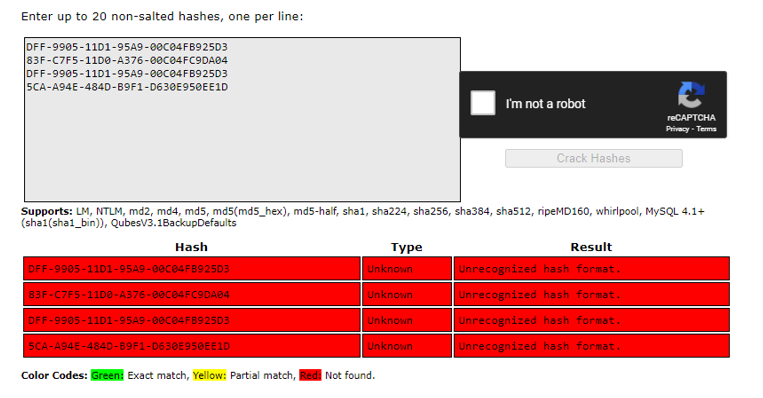 Enter up to 20 non-salted hashes, one per line:
DFF-9905-11D1-95A9-00C04FB925D3
83F-C7F5-11D0-A376-00C04FC9DA04
DFF-9905-11D1-95A9-00C04FB925D3
5CA-A94E-484D-B9F1-D630E950EE1D
I'm not a robot
reCAPTCHA
Privacy - Terms
Crack Hashes
Supports: LM, NTLM, md2, md4, md5, md5(md5_hex), md5-half, sha1, sha224, sha256, sha384, sha512, ripeMD160, whirlpool, MySQL 4.1+
(sha1(sha1_bin)), QubesV3.1BackupDefaults
Hash Type Result
DFF-9905-11D1-95A9-00C04FB925D3 Unknown Unrecognized hash format.
83F-C7F5-11D0-A376-00C04FC9DA04 Unknown Unrecognized hash format.
DFF-9905-11D1-95A9-00C04FB925D3 Unknown Unrecognized hash format.
5CA-A94E-484D-B9F1-D630E950EE1D Unknown Unrecognized hash format.
Color Codes: Green: Exact match, Yellow: Partial match, Red: Not found.